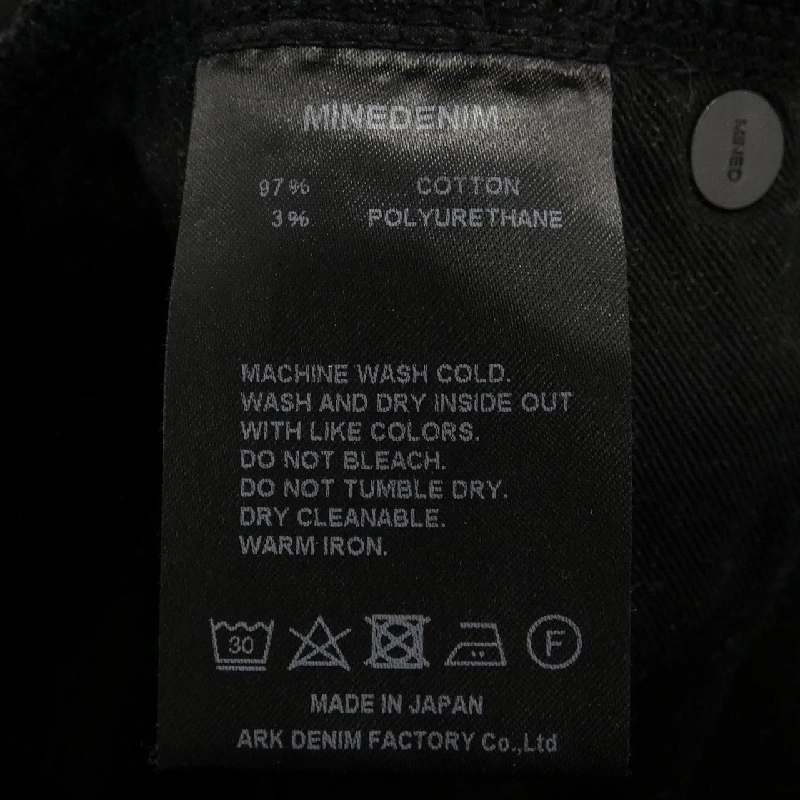 MINEDENIM
97% COTTON
3% POLYURETHANE
MACHINE WASH COLD.
WASH AND DRY INSIDE OUT
WITH LIKE COLORS.
DO NOT BLEACH.
DO NOT TUMBLE DRY.
DRY CLEANABLE.
WARM IRON.
30
F
MADE IN JAPAN
ARK DENIM FACTORY Co.,Ltd
MINED